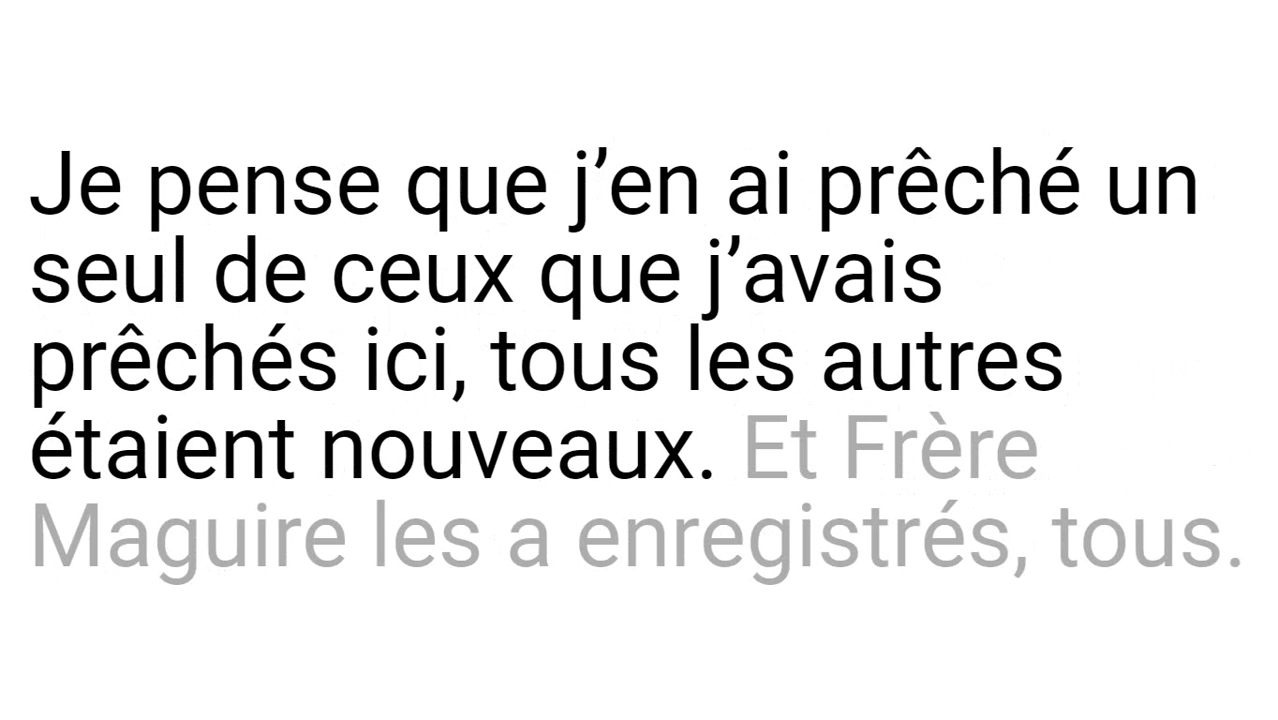 Je pense que j’en ai prêché un
seul de ceux que j’avais
prêchés ici, tous les autres
étaient nouveaux. Et Frère
Maguire les a enregistrés, tous.